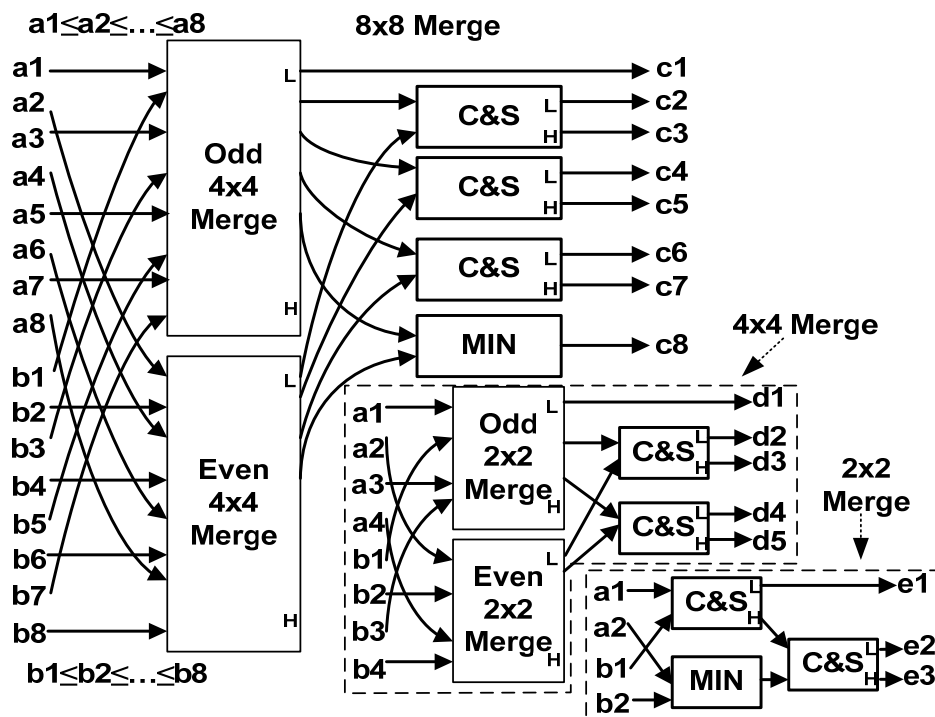 a1≤a2≤…≤a8
8x8 Merge
a1
a2
a3
a4
a5
a6
a7
a8
b1
b2
b3
b4
b5
b6
b7
b8
b1≤b2≤…≤b8
L
Odd
4x4
Merge
H
L
Even
4x4
Merge
H
C&S
L
H
C&S
L
H
C&S
L
H
MIN
c1
c2
c3
c4
c5
c6
c7
c8
4x4 Merge
a1
a2
a3
a4
b1
b2
b3
b4
L
Odd
2x2
Merge
H
L
Even
2x2
Merge
H
C&S
L
H
C&S
L
H
d1
d2
d3
d4
d5
2x2
Merge
a1
a2
b1
b2
C&S
L
H
MIN
C&S
L
H
e1
e2
e3